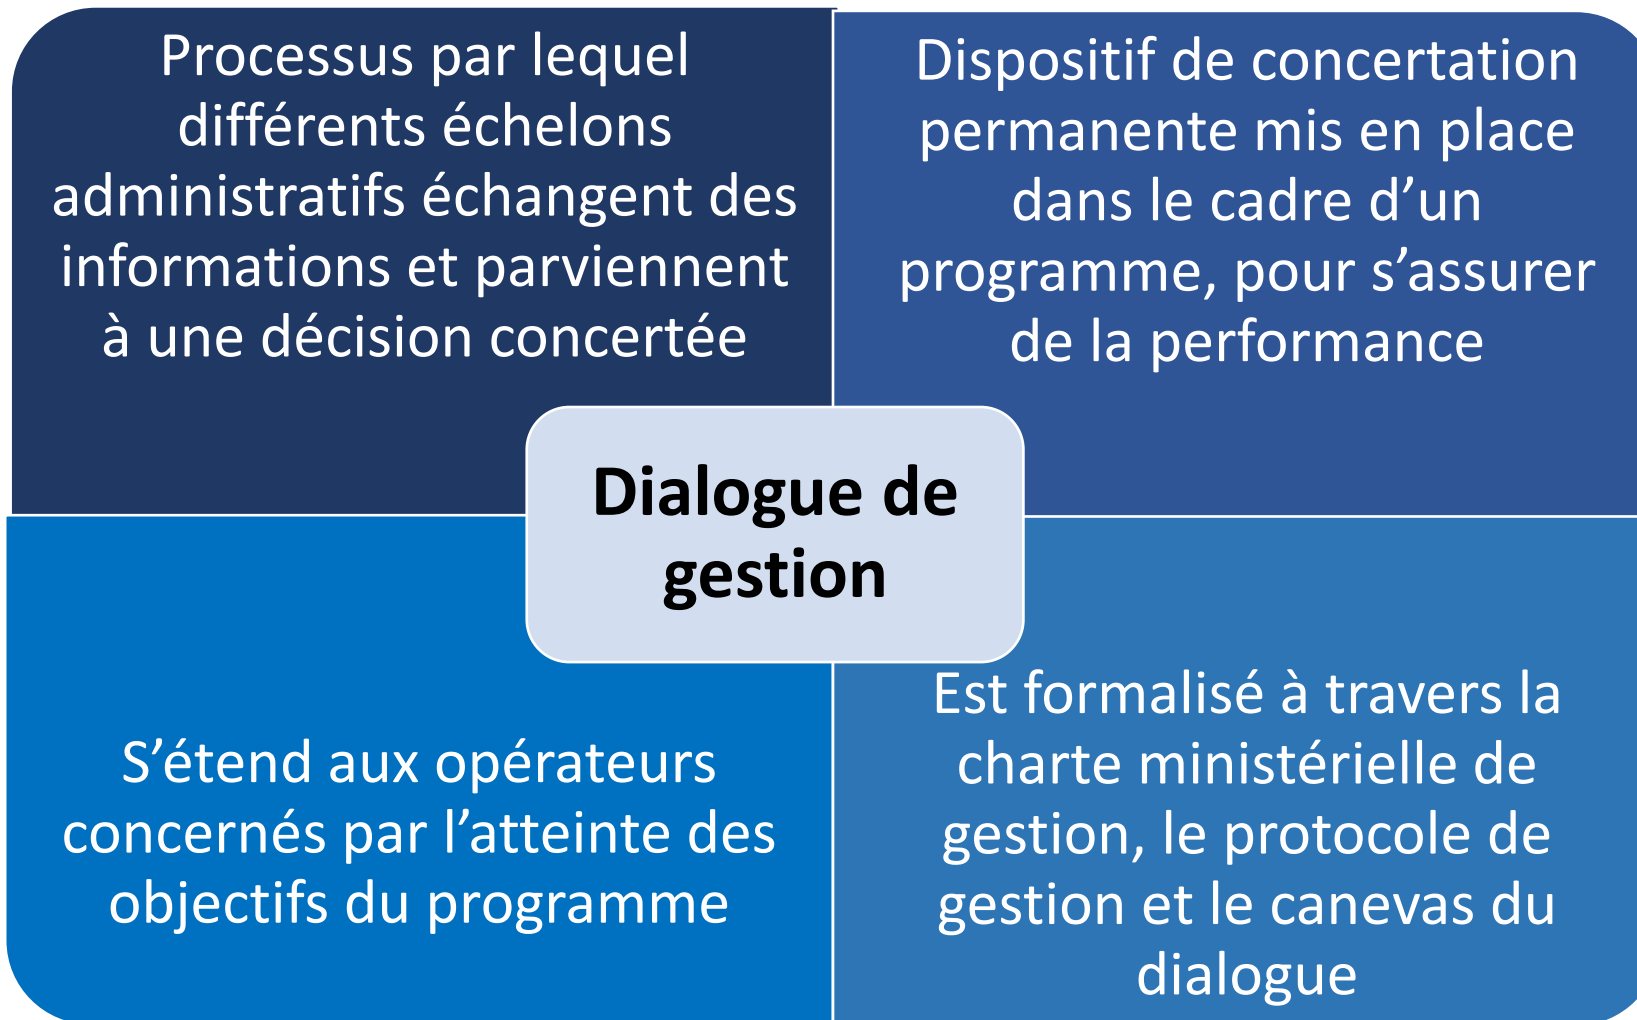 Processus par lequel
différents échelons
administratifs échangent des
informations et parviennent
à une décision concertée
Dispositif de concertation
permanente mis en place
dans le cadre d’un
programme, pour s’assurer
de la performance
Dialogue de
gestion
S’étend aux opérateurs
concernés par l’atteinte des
objectifs du programme
Est formalisé à travers la
charte ministérielle de
gestion, le protocole de
gestion et le canevas du
dialogue